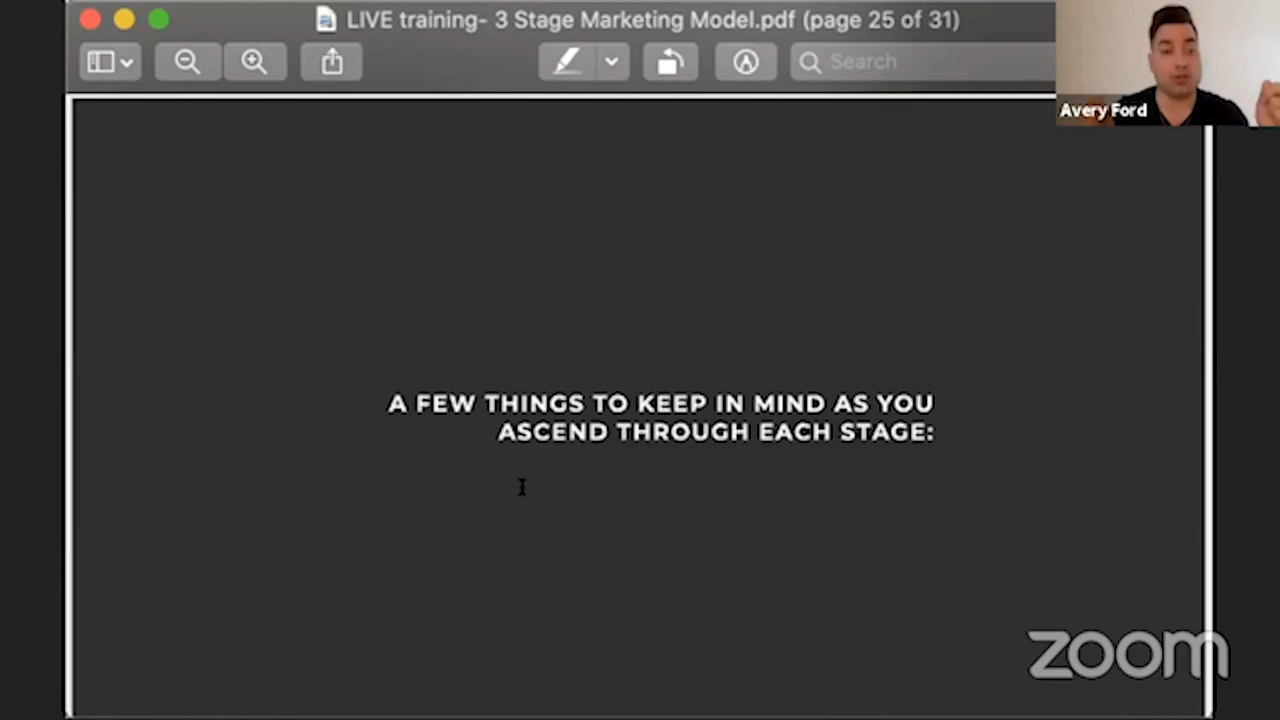 LIVE training- 3 Stage Marketing Model.pdf (page 25 of 31)
Search
Avery Ford
A FEW THINGS TO KEEP IN MIND AS YOU
ASCEND THROUGH EACH STAGE:
zoom